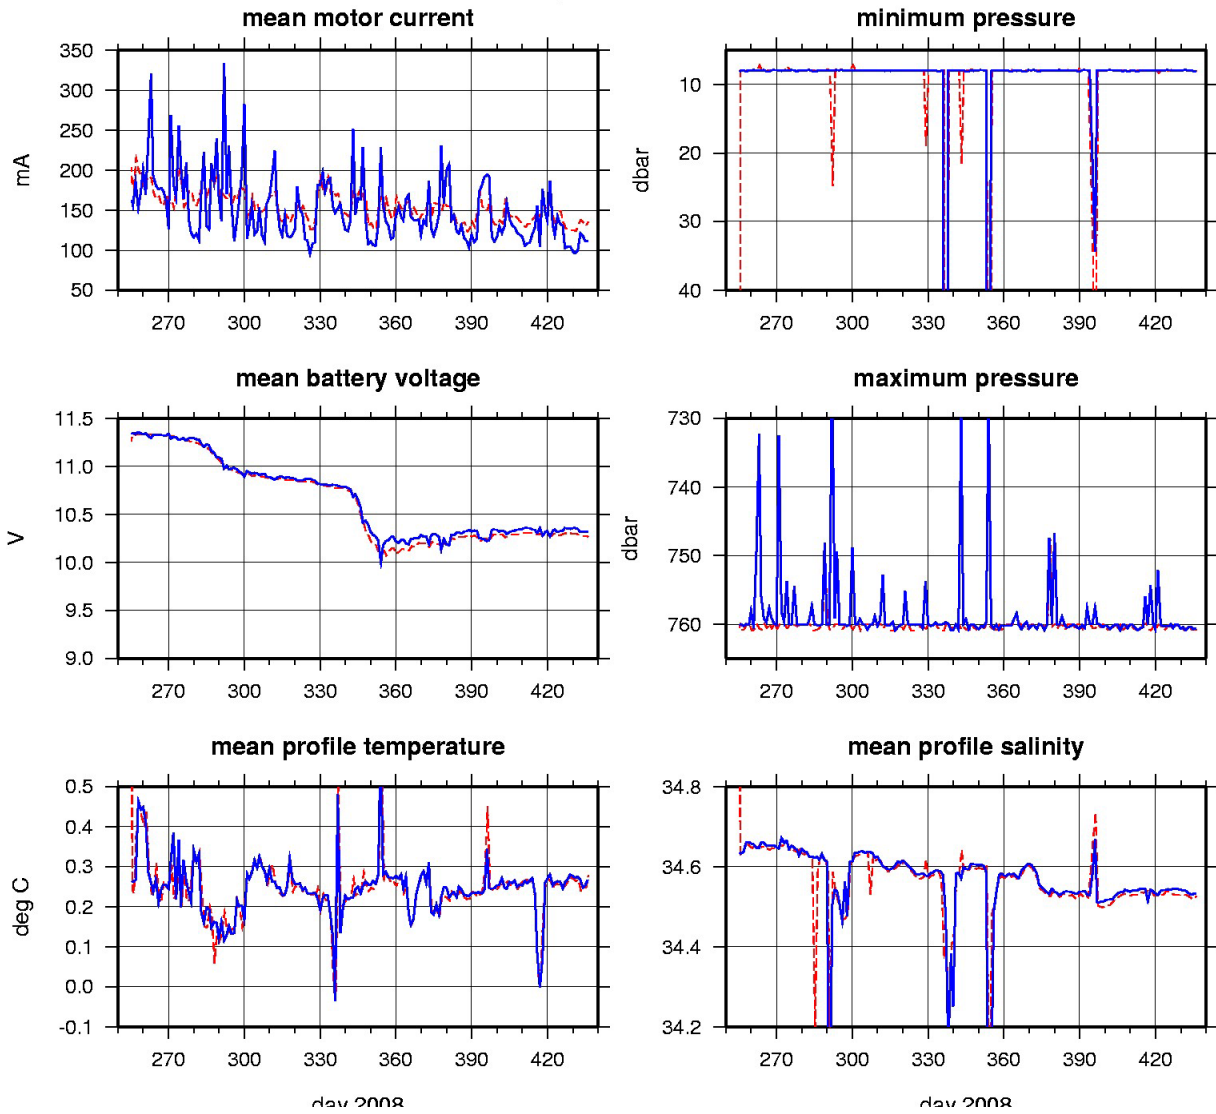 mean motor current
350
300
250
200
150
100
50
mA
270 300 330 360 390 420
minimum pressure
10
20
30
40
dbar
270 300 330 360 390 420
mean battery voltage
11.5
11.0
10.5
10.0
9.5
9.0
V
270 300 330 360 390 420
maximum pressure
730
740
750
760
dbar
270 300 330 360 390 420
mean profile temperature
0.5
0.4
0.3
0.2
0.1
0.0
-0.1
deg C
270 300 330 360 390 420
day 2008
mean profile salinity
34.8
34.6
34.4
34.2
270 300 330 360 390 420
day 2008